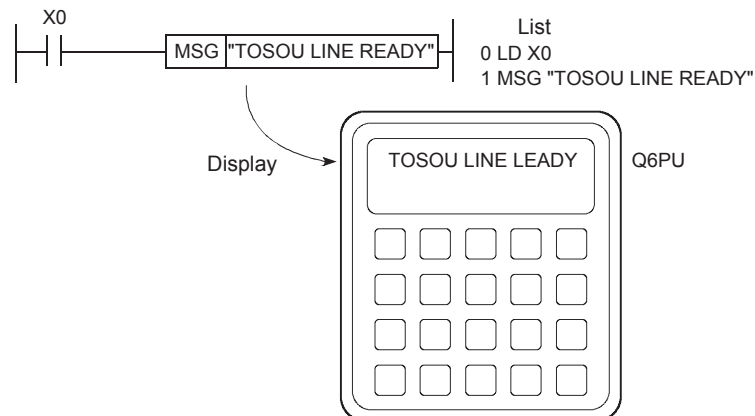 X0
MSG "TOSOU LINE READY"
List
0 LD X0
1 MSG "TOSOU LINE READY"
Display
TOSOU LINE LEADY
Q6PU